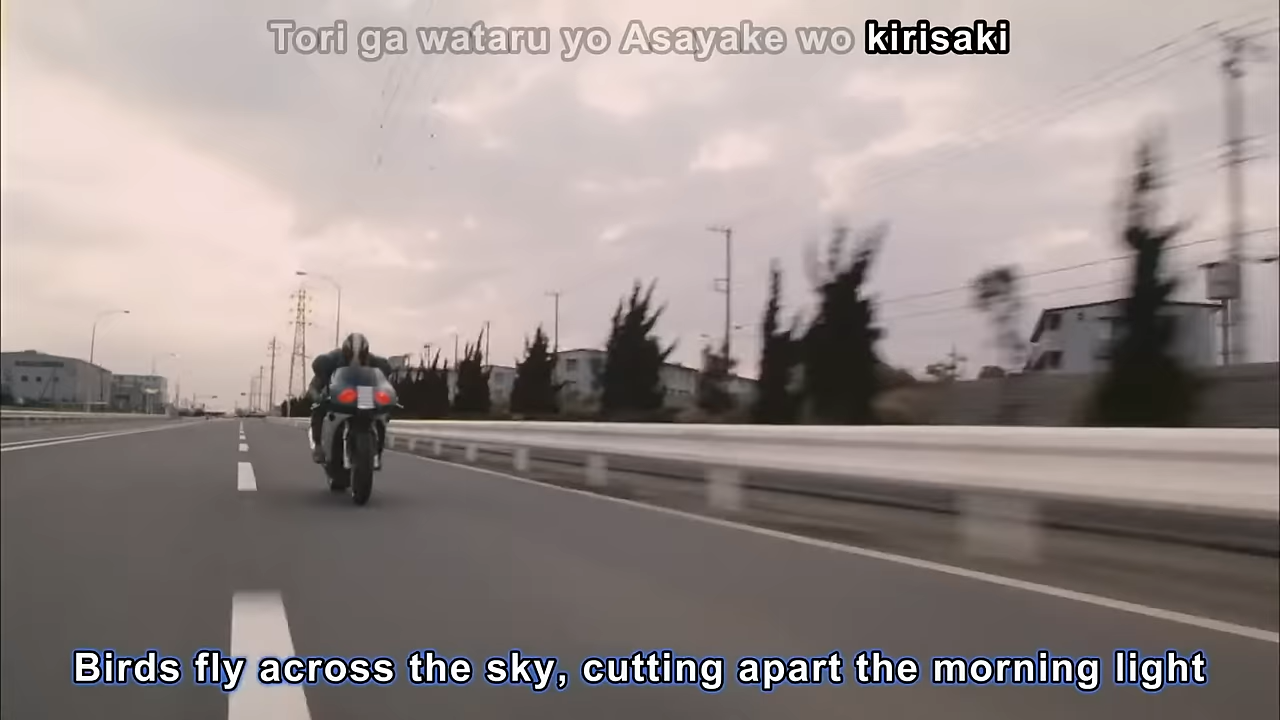 Tori ga wataru yo Asayake wo kirisaki
Birds fly across the sky, cutting apart the morning light